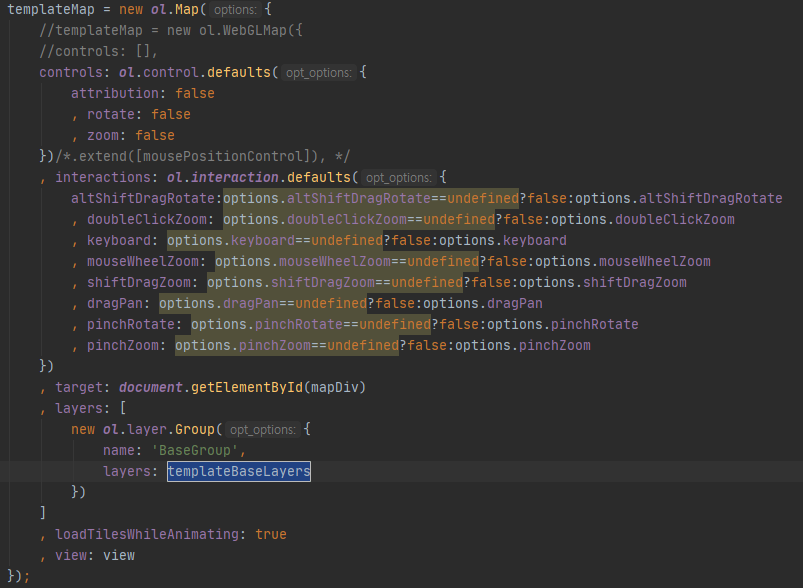 templateMap = new ol.Map( options: {
    //templateMap = new ol.WebGLMap({
    //controls: [],
    controls: ol.control.defaults( opt_options: {
        attribution: false
        , rotate: false
        , zoom: false
    })/*.extend([mousePositionControl]), */
    , interactions: ol.interaction.defaults( opt_options: {
        altShiftDragRotate:options.altShiftDragRotate==undefined?false:options.altShiftDragRotate
        , doubleClickZoom: options.doubleClickZoom==undefined?false:options.doubleClickZoom
        , keyboard: options.keyboard==undefined?false:options.keyboard
        , mouseWheelZoom: options.mouseWheelZoom==undefined?false:options.mouseWheelZoom
        , shiftDragZoom: options.shiftDragZoom==undefined?false:options.shiftDragZoom
        , dragPan: options.dragPan==undefined?false:options.dragPan
        , pinchRotate: options.pinchRotate==undefined?false:options.pinchRotate
        , pinchZoom: options.pinchZoom==undefined?false:options.pinchZoom
    })
    , target: document.getElementById(mapDiv)
    , layers: [
        new ol.layer.Group( opt_options: {
            name: 'BaseGroup',
            layers: templateBaseLayers
        })
    ]
    , loadTilesWhileAnimating: true
    , view: view
});